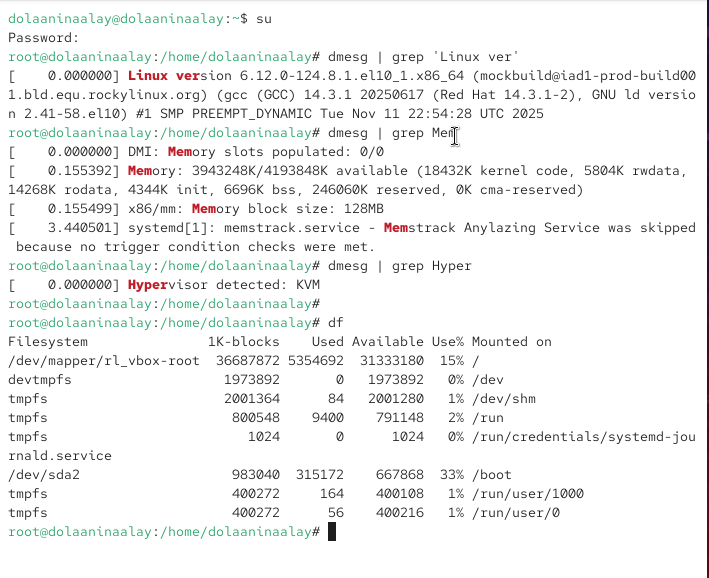 dolaaninaalay@dolaaninaalay:~$ su
Password:
root@dolaaninaalay:/home/dolaaninaalay# dmesg | grep 'Linux ver'
[    0.000000] Linux version 6.12.0-124.8.1.el10_1.x86_64 (mockbuild@iad1-prod-build00
1.bld.equ.rockylinux.org) (gcc (GCC) 14.3.1 20250617 (Red Hat 14.3.1-2), GNU ld versio
n 2.41-58.el10) #1 SMP PREEMPT_DYNAMIC Tue Nov 11 22:54:28 UTC 2025
root@dolaaninaalay:/home/dolaaninaalay# dmesg | grep Mem
[    0.000000] DMI: Memory slots populated: 0/0
[    0.155392] Memory: 3943248K/4193848K available (18432K kernel code, 5804K rwdata,
14268K rodata, 4344K init, 6696K bss, 246060K reserved, 0K cma-reserved)
[    0.155499] x86/mm: Memory block size: 128MB
[    3.440501] systemd[1]: memstrack.service - Memstrack Anylazing Service was skipped
 because no trigger condition checks were met.
root@dolaaninaalay:/home/dolaaninaalay# dmesg | grep Hyper
[    0.000000] Hypervisor detected: KVM
root@dolaaninaalay:/home/dolaaninaalay#
root@dolaaninaalay:/home/dolaaninaalay# df
Filesystem               1K-blocks    Used Available Use% Mounted on
/dev/mapper/rl_vbox-root  36687872 5354692  31333180  15% /
devtmpfs                   1973892       0   1973892   0% /dev
tmpfs                      2001364      84   2001280   1% /dev/shm
tmpfs                       800548    9400    791148   2% /run
tmpfs                         1024       0      1024   0% /run/credentials/systemd-jou
rnald.service
/dev/sda2                   983040  315172    667868  33% /boot
tmpfs                       400272     164    400108   1% /run/user/1000
tmpfs                       400272      56    400216   1% /run/user/0
root@dolaaninaalay:/home/dolaaninaalay#